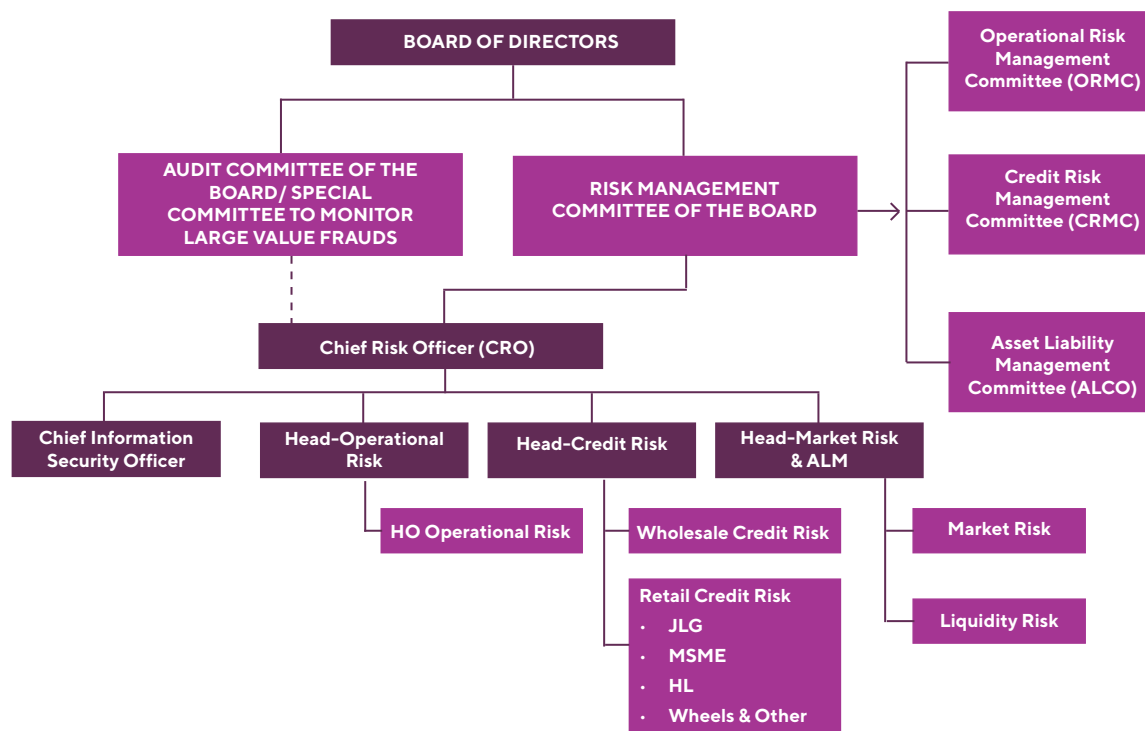 BOARD OF DIRECTORS
Operational Risk
Management
Committee (ORMC)
AUDIT COMMITTEE OF THE
BOARD/ SPECIAL
COMMITTEE TO MONITOR
LARGE VALUE FRAUDS
RISK MANAGEMENT
COMMITTEE OF THE BOARD
Credit Risk
Management
Committee (CRMC)
Chief Risk Officer (CRO)
Asset Liability
Management
Committee (ALCO)
Chief Information
Security Officer
Head-Operational
Risk
Head-Credit Risk
Head-Market Risk
& ALM
HO Operational Risk
Wholesale Credit Risk
Market Risk
Retail Credit Risk
· JLG
· MSME
· HL
· Wheels & Other
Liquidity Risk